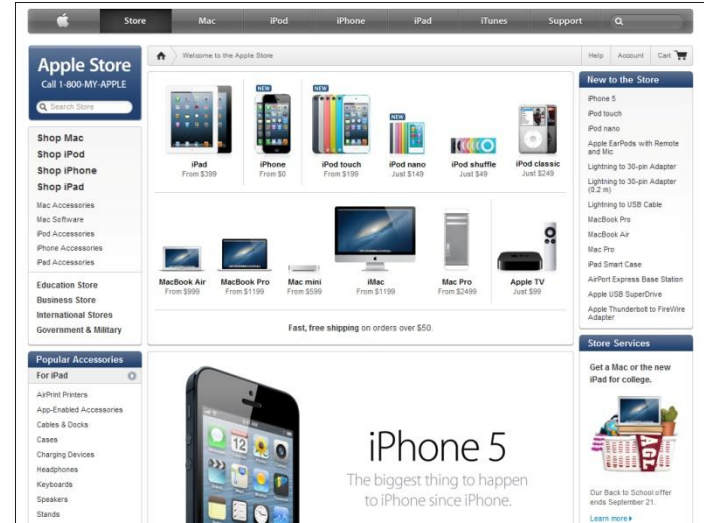 Store Mac iPod iPhone iPad iTunes Support
Apple Store
Call 1-800-MY-APPLE
Search Store
Shop Mac
Shop iPod
Shop iPhone
Shop iPad
Mac Accessories
Mac Software
iPod Accessories
iPhone Accessories
iPad Accessories
Education Store
Business Store
International Stores
Government & Military
Popular Accessories
For iPad
AirPrint Printers
App-Enabled Accessories
Cables & Docks
Cases
Charging Devices
Headphones
Keyboards
Speakers
Stands
Welcome to the Apple Store
Help Account Cart
NEW
NEW
NEW
iPad
From $399
iPhone
From $0
iPod touch
From $199
iPod nano
Just $149
iPod shuffle
Just $49
iPod classic
Just $249
MacBook Air
From $999
MacBook Pro
From $1199
Mac mini
From $599
iMac
From $1199
Mac Pro
From $2499
Apple TV
Just $99
Fast, free shipping on orders over $50.
iPhone 5
The biggest thing to happen
to iPhone since iPhone.
New to the Store
iPhone 5
iPod touch
iPod nano
Apple EarPods with Remote
and Mic
Lightning to 30-pin Adapter
Lightning to 30-pin Adapter
(0.2 m)
Lightning to USB Cable
MacBook Pro
MacBook Air
Mac Pro
iPad Smart Case
AirPort Express Base Station
Apple USB SuperDrive
Apple Thunderbolt to FireWire
Adapter
Store Services
Get a Mac or the new
iPad for college.
Our Back to School offer
ends September 21.
Learn more